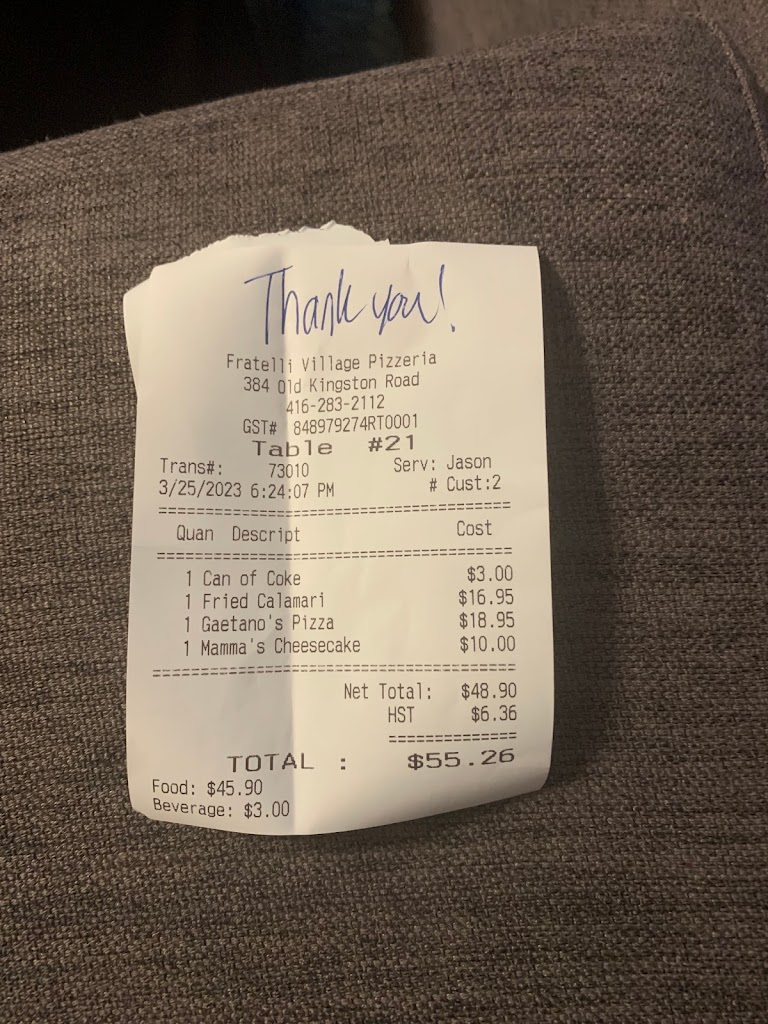 Thank you!
Fratelli Village Pizzeria
384 Old Kingston Road
416-283-2112
GST# 848979274RT0001
Table #21
Trans#: 73010 Serv: Jason
3/25/2023 6:24:07 PM # Cust:2
Quan Descript Cost
1 Can of Coke $3.00
1 Fried Calamari $16.95
1 Gaetano's Pizza $18.95
1 Mamma's Cheesecake $10.00
Net Total: $48.90
HST $6.36
TOTAL : $55.26
Food: $45.90
Beverage: $3.00